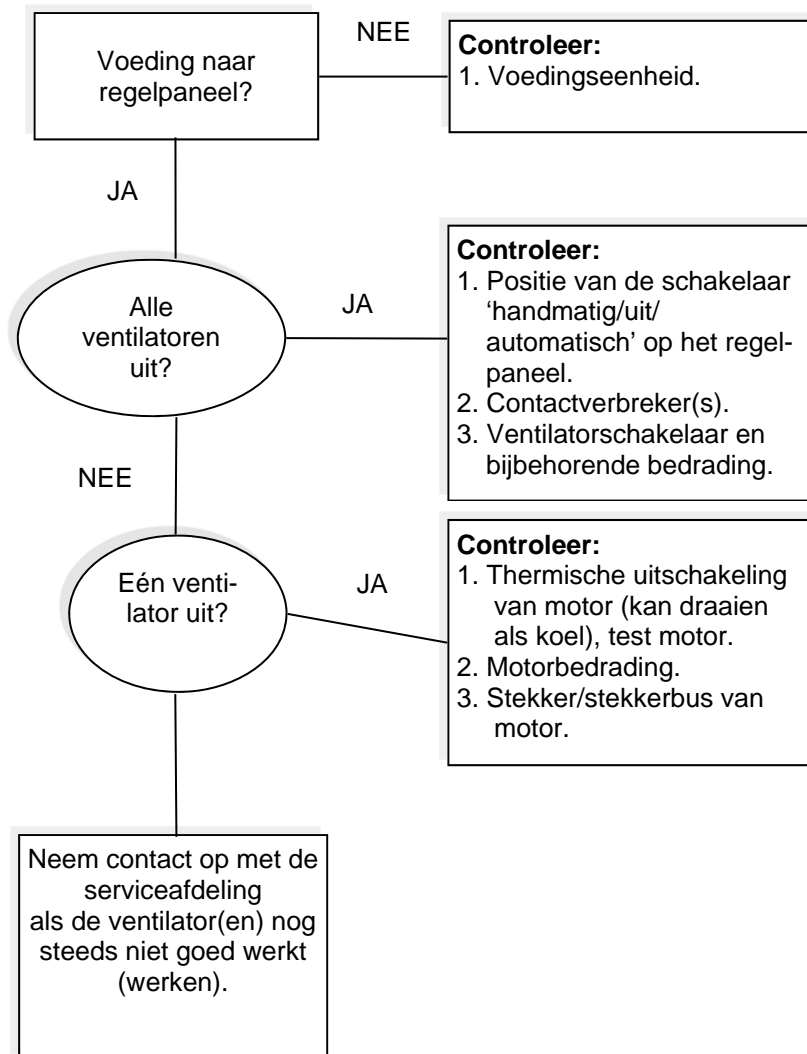 Voeding naar
regelpaneel?
NEE
Controleer:
1. Voedingseenheid.
JA
Alle
ventilatoren
uit?
JA
Controleer:
1. Positie van de schakelaar
‘handmatig/uit/
automatisch’ op het regel-
paneel.
2. Contactverbreker(s).
3. Ventilatorschakelaar en
bijbehorende bedrading.
NEE
Eén venti-
lator uit?
JA
Controleer:
1. Thermische uitschakeling
van motor (kan draaien
als koel), test motor.
2. Motorbedrading.
3. Stekker/stekkerbus van
motor.
Neem contact op met de
serviceafdeling
als de ventilator(en) nog
steeds niet goed werkt
(werken).